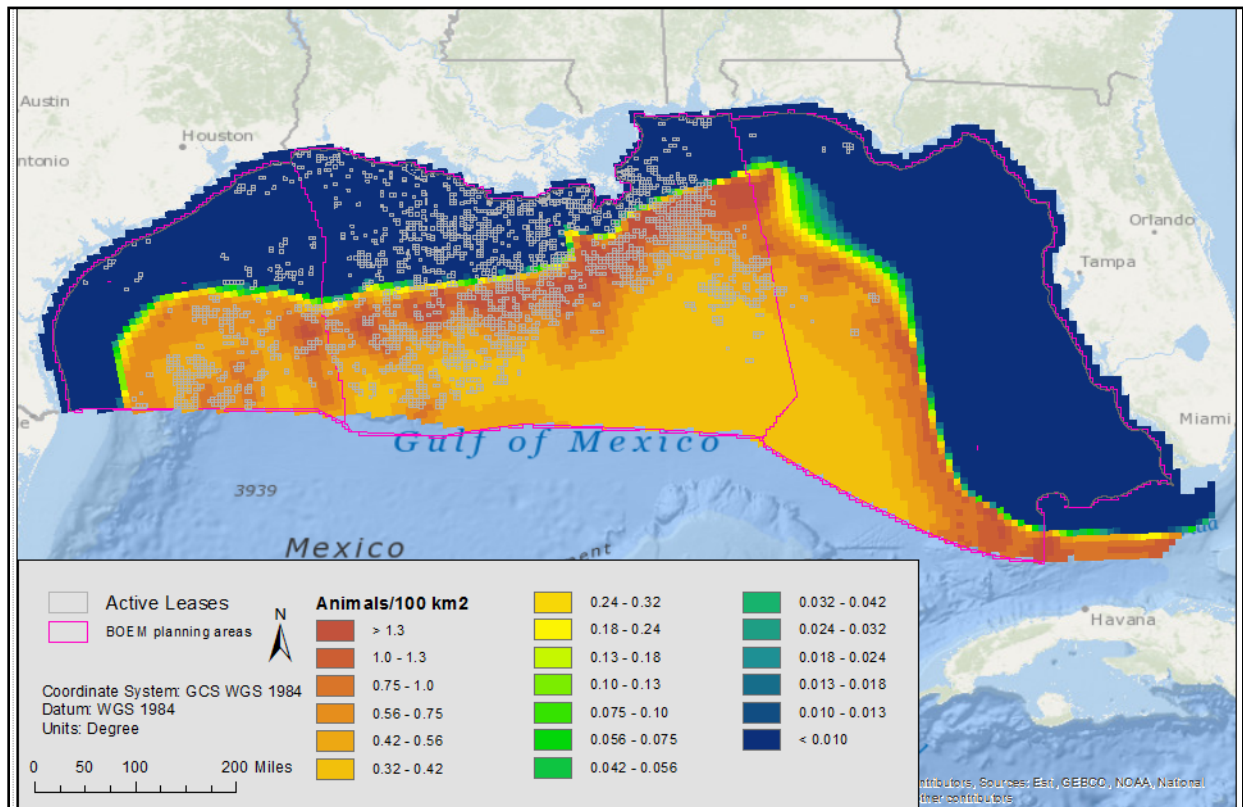 Austin
Houston
ntonio
Orlando
Tampa
Miami
Gulf of Mexico
3939
Mexico
ment
Havana
Active Leases
BOEM planning areas
N
Coordinate System: GCS WGS 1984
Datum: WGS 1984
Units: Degree
0 50 100 200 Miles
Animals/100 km2
> 1.3
1.0 - 1.3
0.75 - 1.0
0.56 - 0.75
0.42 - 0.56
0.32 - 0.42
0.24 - 0.32
0.18 - 0.24
0.13 - 0.18
0.10 - 0.13
0.075 - 0.10
0.056 - 0.075
0.042 - 0.056
0.032 - 0.042
0.024 - 0.032
0.018 - 0.024
0.013 - 0.018
0.010 - 0.013
< 0.010
ntributors, Sources: Esri, GEBCO, NOAA, National
other contributors